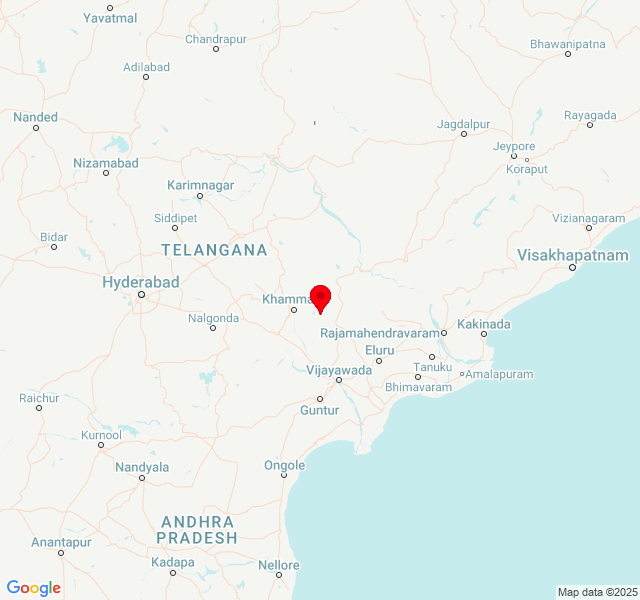 Yavatmal
Chandrapur
Bhawanipatna
Adilabad
Nanded
Rayagada
Jagdalpur
Jeypore
Nizamabad
Koraput
Karimnagar
Siddipet
Vizianagaram
Bidar
TELANGANA
Visakhapatnam
Hyderabad
Khamma
Nalgonda
Kakinada
Rajamahendravaram
Eluru
Tanuku
Vijayawada
Amalapuram
Bhimavaram
Raichur
Guntur
Kurnool
Nandyala
Ongole
ANDHRA
PRADESH
Anantapur
Kadapa
Nellore
Google
Map data ©2025